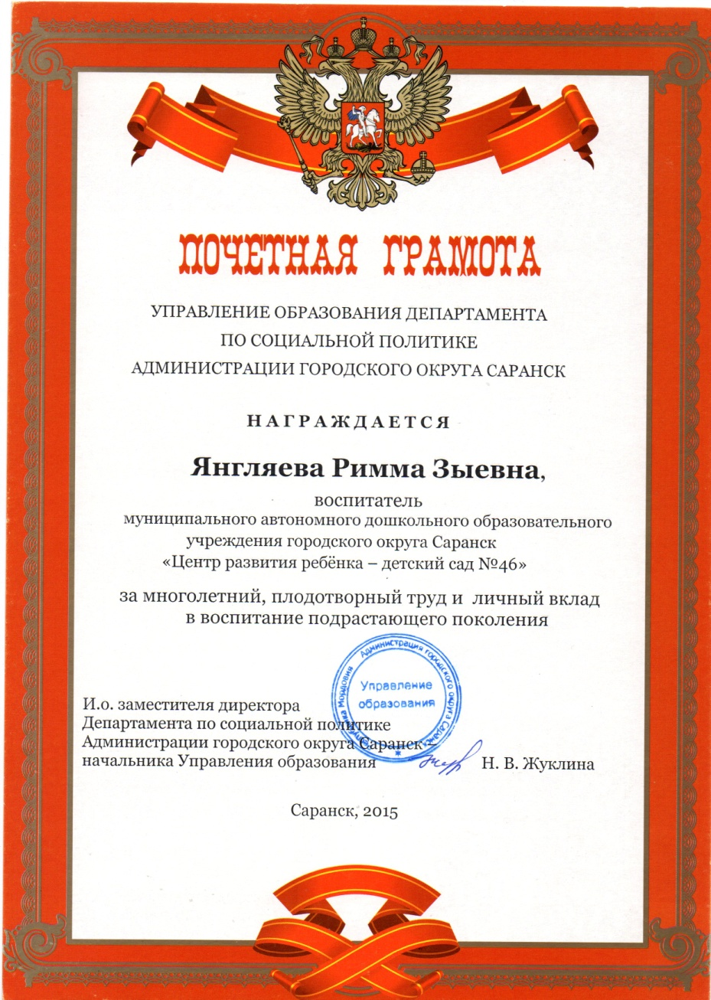 ПОЧЕТНАЯ ГРАМОТА
УПРАВЛЕНИЕ ОБРАЗОВАНИЯ ДЕПАРТАМЕНТА
ПО СОЦИАЛЬНОЙ ПОЛИТИКЕ
АДМИНИСТРАЦИИ ГОРОДСКОГО ОКРУГА САРАНСК
НАГРАЖДАЕТСЯ
Янгляева Римма Зыевна,
воспитатель
муниципального автономного дошкольного образовательного
учреждения городского округа Саранск
«Центр развития ребёнка – детский сад №46»
за многолетний, плодотворный труд и личный вклад
в воспитание подрастающего поколения
Администрация городского округа Саранск
Мордовия
Управление
образования
И.о. заместителя директора
Департамента по социальной политике
Администрации городского округа Саранск –
начальника Управления образования Н. В. Жуклина
Саранск, 2015